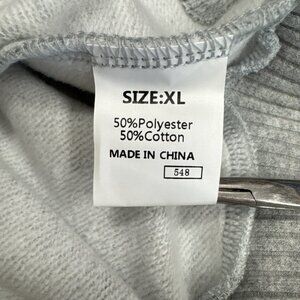 SIZE:XL
50%Polyester
50%Cotton
MADE IN CHINA
548